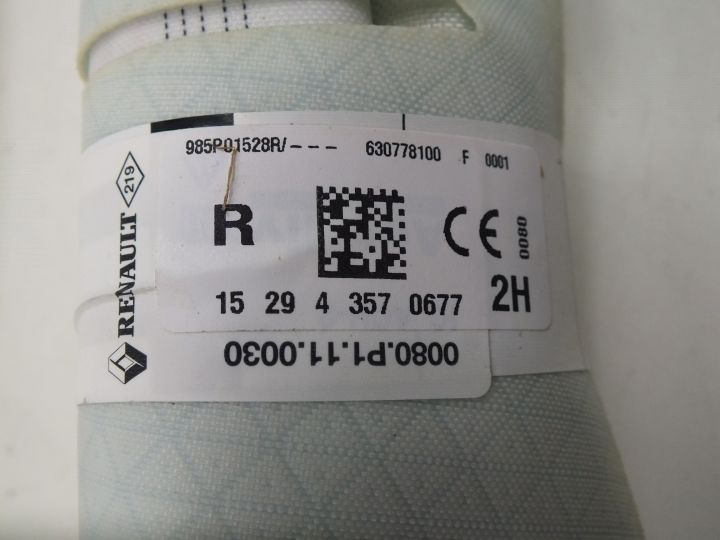 985P01528R/--- 630778100 F 0001
219
RENAULT
R
CE
0080
15 29 4 357 0677 2H
0080.P1.11.0030